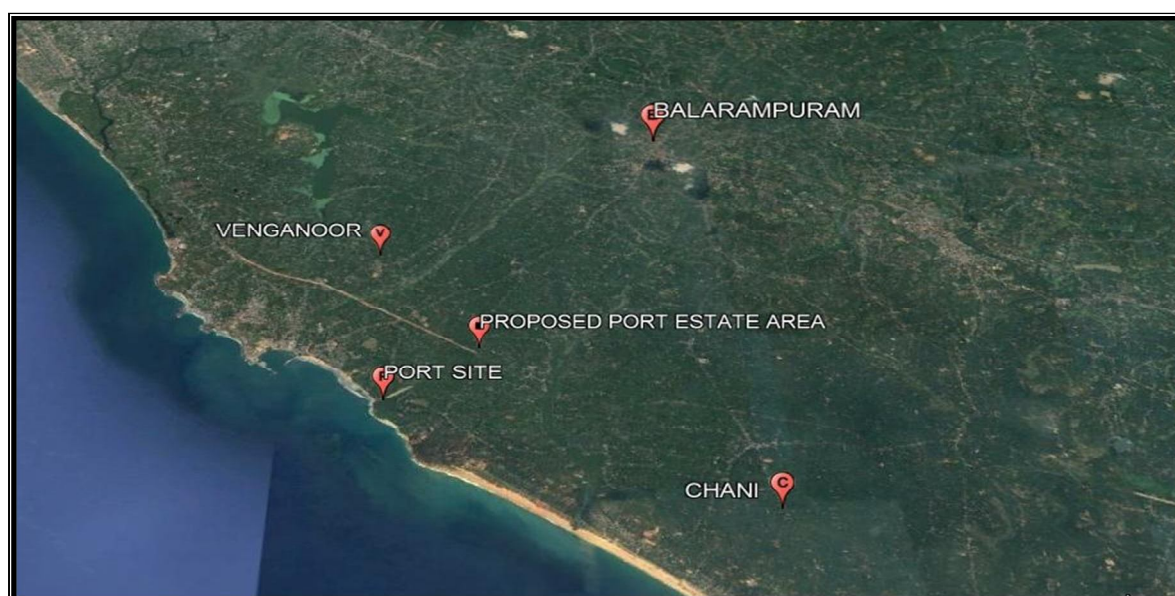 BALARAMPURAM
VENGANOOR
V
PROPOSED PORT ESTATE AREA
PORT SITE
CHANI
C